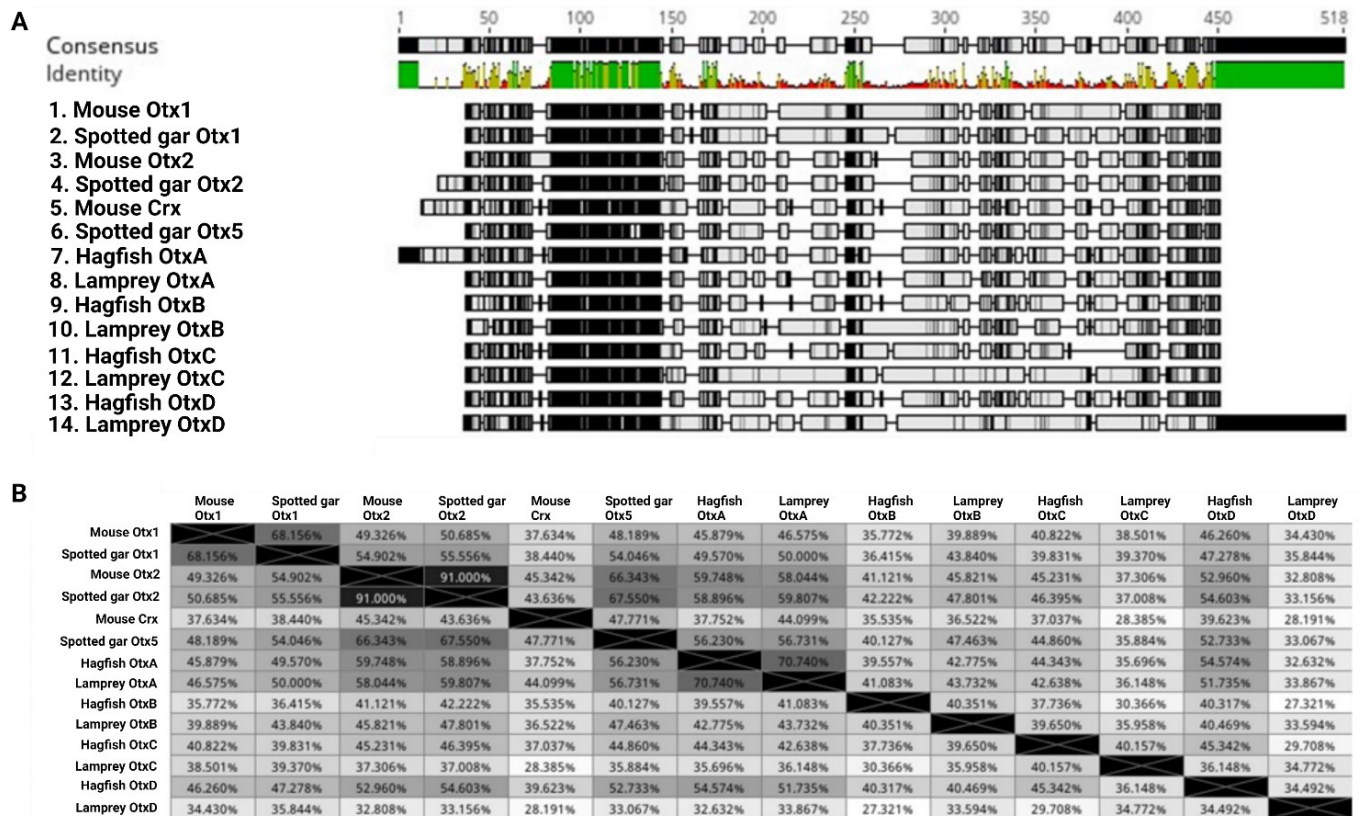 A
1 50 100 150 200 250 300 350 400 450 518
Consensus
Identity
1. Mouse Otx1
2. Spotted gar Otx1
3. Mouse Otx2
4. Spotted gar Otx2
5. Mouse Crx
6. Spotted gar Otx5
7. Hagfish OtxA
8. Lamprey OtxA
9. Hagfish OtxB
10. Lamprey OtxB
11. Hagfish OtxC
12. Lamprey OtxC
13. Hagfish OtxD
14. Lamprey OtxD
B
Mouse Otx1 Spotted gar Otx1 Mouse Otx2 Spotted gar Otx2 Mouse Crx Spotted gar Otx5 Hagfish OtxA Lamprey OtxA Hagfish OtxB Lamprey OtxB Hagfish OtxC Lamprey OtxC Hagfish OtxD Lamprey OtxD
Mouse Otx1 68.156% 49.326% 50.685% 37.634% 48.189% 45.879% 46.575% 35.772% 39.889% 40.822% 38.501% 46.260% 34.430%
Spotted gar Otx1 68.156% 54.902% 55.556% 38.440% 54.046% 49.570% 50.000% 36.415% 43.840% 39.831% 39.370% 47.278% 35.844%
Mouse Otx2 49.326% 54.902% 91.000% 45.342% 66.343% 59.748% 58.044% 41.121% 45.821% 45.231% 37.306% 52.960% 32.808%
Spotted gar Otx2 50.685% 55.556% 91.000% 43.636% 67.550% 58.896% 59.807% 42.222% 47.801% 46.395% 37.008% 54.603% 33.156%
Mouse Crx 37.634% 38.440% 45.342% 43.636% 47.771% 37.752% 44.099% 35.535% 36.522% 37.037% 28.385% 39.623% 28.191%
Spotted gar Otx5 48.189% 54.046% 66.343% 67.550% 47.771% 56.230% 56.731% 40.127% 47.463% 44.860% 35.884% 52.733% 33.067%
Hagfish OtxA 45.879% 49.570% 59.748% 58.896% 37.752% 56.230% 70.740% 39.557% 42.775% 44.343% 35.696% 54.574% 32.632%
Lamprey OtxA 46.575% 50.000% 58.044% 59.807% 44.099% 56.731% 70.740% 41.083% 43.732% 42.638% 36.148% 51.735% 33.867%
Hagfish OtxB 35.772% 36.415% 41.121% 42.222% 35.535% 40.127% 39.557% 41.083% 40.351% 37.736% 30.366% 40.317% 27.321%
Lamprey OtxB 39.889% 43.840% 45.821% 47.801% 36.522% 47.463% 42.775% 43.732% 40.351% 39.650% 35.958% 40.469% 33.594%
Hagfish OtxC 40.822% 39.831% 45.231% 46.395% 37.037% 44.860% 44.343% 42.638% 37.736% 39.650% 40.157% 45.342% 29.708%
Lamprey OtxC 38.501% 39.370% 37.306% 37.008% 28.385% 35.884% 35.696% 36.148% 30.366% 35.958% 40.157% 36.148% 34.772%
Hagfish OtxD 46.260% 47.278% 52.960% 54.603% 39.623% 52.733% 54.574% 51.735% 40.317% 40.469% 45.342% 36.148% 34.492%
Lamprey OtxD 34.430% 35.844% 32.808% 33.156% 28.191% 33.067% 32.632% 33.867% 27.321% 33.594% 29.708% 34.772% 34.492%